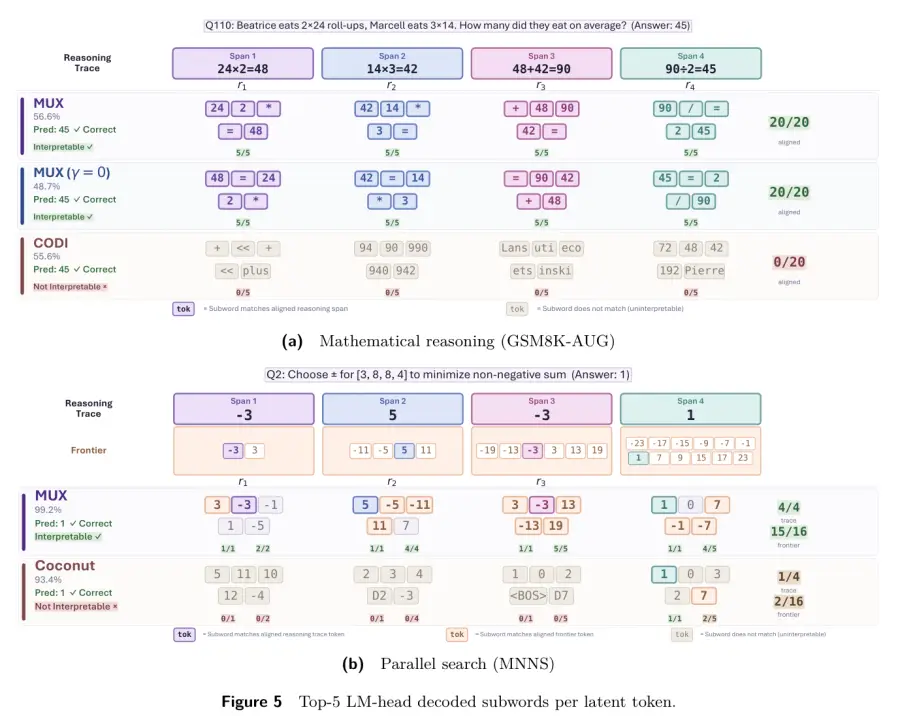 Q110: Beatrice eats 2×24 roll-ups, Marcell eats 3×14. How many did they eat on average? (Answer: 45)
Reasoning Trace
Span 1
24×2=48
Span 2
14×3=42
Span 3
48+42=90
Span 4
90÷2=45
r1 r2 r3 r4
MUX
56.6%
Pred: 45 ✓ Correct
Interpretable ✓
24 2 * 42 14 * + 48 90 90 / =
= 48 3 = 42 = 2 45
5/5 5/5 5/5 5/5
20/20
aligned
MUX (γ = 0)
48.7%
Pred: 45 ✓ Correct
Interpretable ✓
48 = 24 42 = 14 = 90 42 45 = 2
2 * * 3 + 48 / 90
5/5 5/5 5/5 5/5
20/20
aligned
CODI
55.6%
Pred: 45 ✓ Correct
Not Interpretable ×
+ << + 94 90 990 Lans uti eco 72 48 42
<< plus 940 942 ets inski 192 Pierre
0/5 0/5 0/5 0/5
0/20
aligned
tok = Subword matches aligned reasoning span
tok = Subword does not match (uninterpretable)
(a) Mathematical reasoning (GSM8K-AUG)
Q2: Choose ± for [3, 8, 8, 4] to minimize non-negative sum (Answer: 1)
Reasoning Trace
Span 1
-3
Span 2
5
Span 3
-3
Span 4
1
Frontier
-3 3 -11 -5 5 11 -19 -13 -3 3 13 19 -23 -17 -15 -9 -7 -1
1 7 9 15 17 23
r1 r2 r3
MUX
99.2%
Pred: 1 ✓ Correct
Interpretable ✓
3 -3 -1 5 -5 -11 3 -3 13 1 0 7
1 -5 11 7 -13 19 -1 -7
1/1 2/2 1/1 4/4 1/1 5/5 1/1 4/5
4/4
trace
15/16
frontier
Coconut
93.4%
Pred: 1 ✓ Correct
Not Interpretable ×
5 11 10 2 3 4 1 0 2 1 0 3
12 -4 D2 -3 <BOS> D7 2 7
0/1 0/2 0/1 0/4 0/1 0/5 1/1 2/5
1/4
trace
2/16
frontier
tok = Subword matches aligned reasoning trace token
tok = Subword matches aligned frontier token
tok = Subword does not match (uninterpretable)
(b) Parallel search (MNNS)
Figure 5 Top-5 LM-head decoded subwords per latent token.